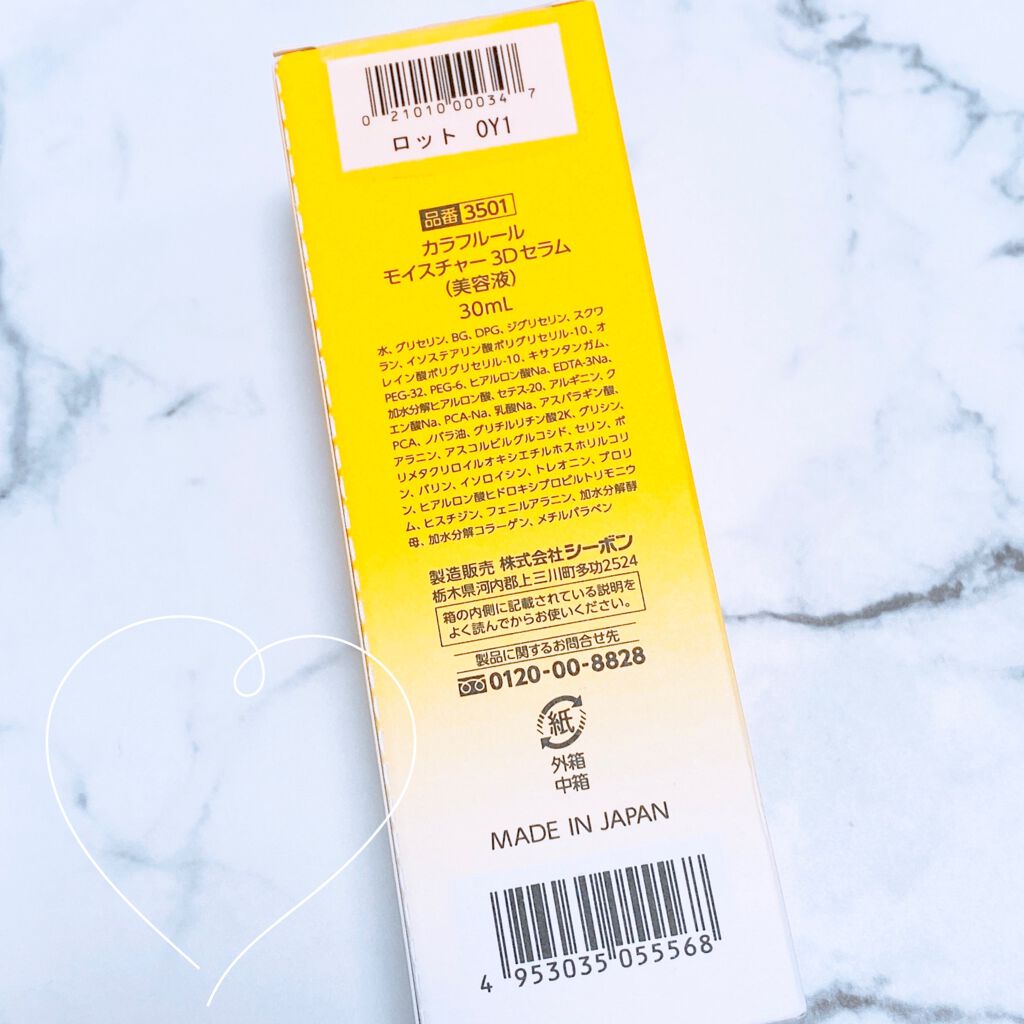 0 21010 00034 7
ロット 0Y1
品番 3501
カラフルール
モイスチャー 3Dセラム
（美容液）
30mL
水、グリセリン、BG、DPG、ジグリセリン、スクワ
ラン、イソステアリン酸ポリグリセリル-10、オ
レイン酸ポリグリセリル-10、キサンタンガム、
PEG-32、PEG-6、ヒアルロン酸Na、EDTA-3Na、
加水分解ヒアルロン酸、セテス-20、アルギニン、ク
エン酸Na、PCA-Na、乳酸Na、アスパラギン酸、
PCA、ノバラ油、グリチルリチン酸2K、グリシン、
アラニン、アスコルビルグルコシド、セリン、ポ
リメタクリロイルオキシエチルホスホリルコリ
ン、バリン、イソロイシン、トレオニン、プロリ
ン、ヒアルロン酸ヒドロキシプロピルトリモニウ
ム、ヒスチジン、フェニルアラニン、加水分解酵
母、加水分解コラーゲン、メチルパラベン
製造販売 株式会社シーボン
栃木県河内郡上三川町多功2524
箱の内側に記載されている説明を
よく読んでからお使いください。
製品に関するお問合せ先
0120-00-8828
紙
外箱
中箱
MADE IN JAPAN
4 953035 055568